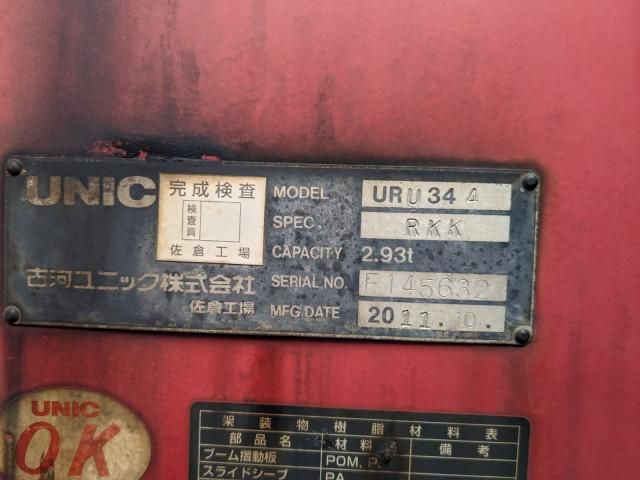 UNIC
完成検査
検査員
佐倉工場
古河ユニック株式会社
佐倉工場
MODEL URU344
SPEC. RKK
CAPACITY 2.93t
SERIAL NO. F145632
MFG.DATE 2011.10.
UNIC
OK
架装物樹脂材料表
部品名 材料 備考
ブーム摺動板 POM,
スライドシーブ PA